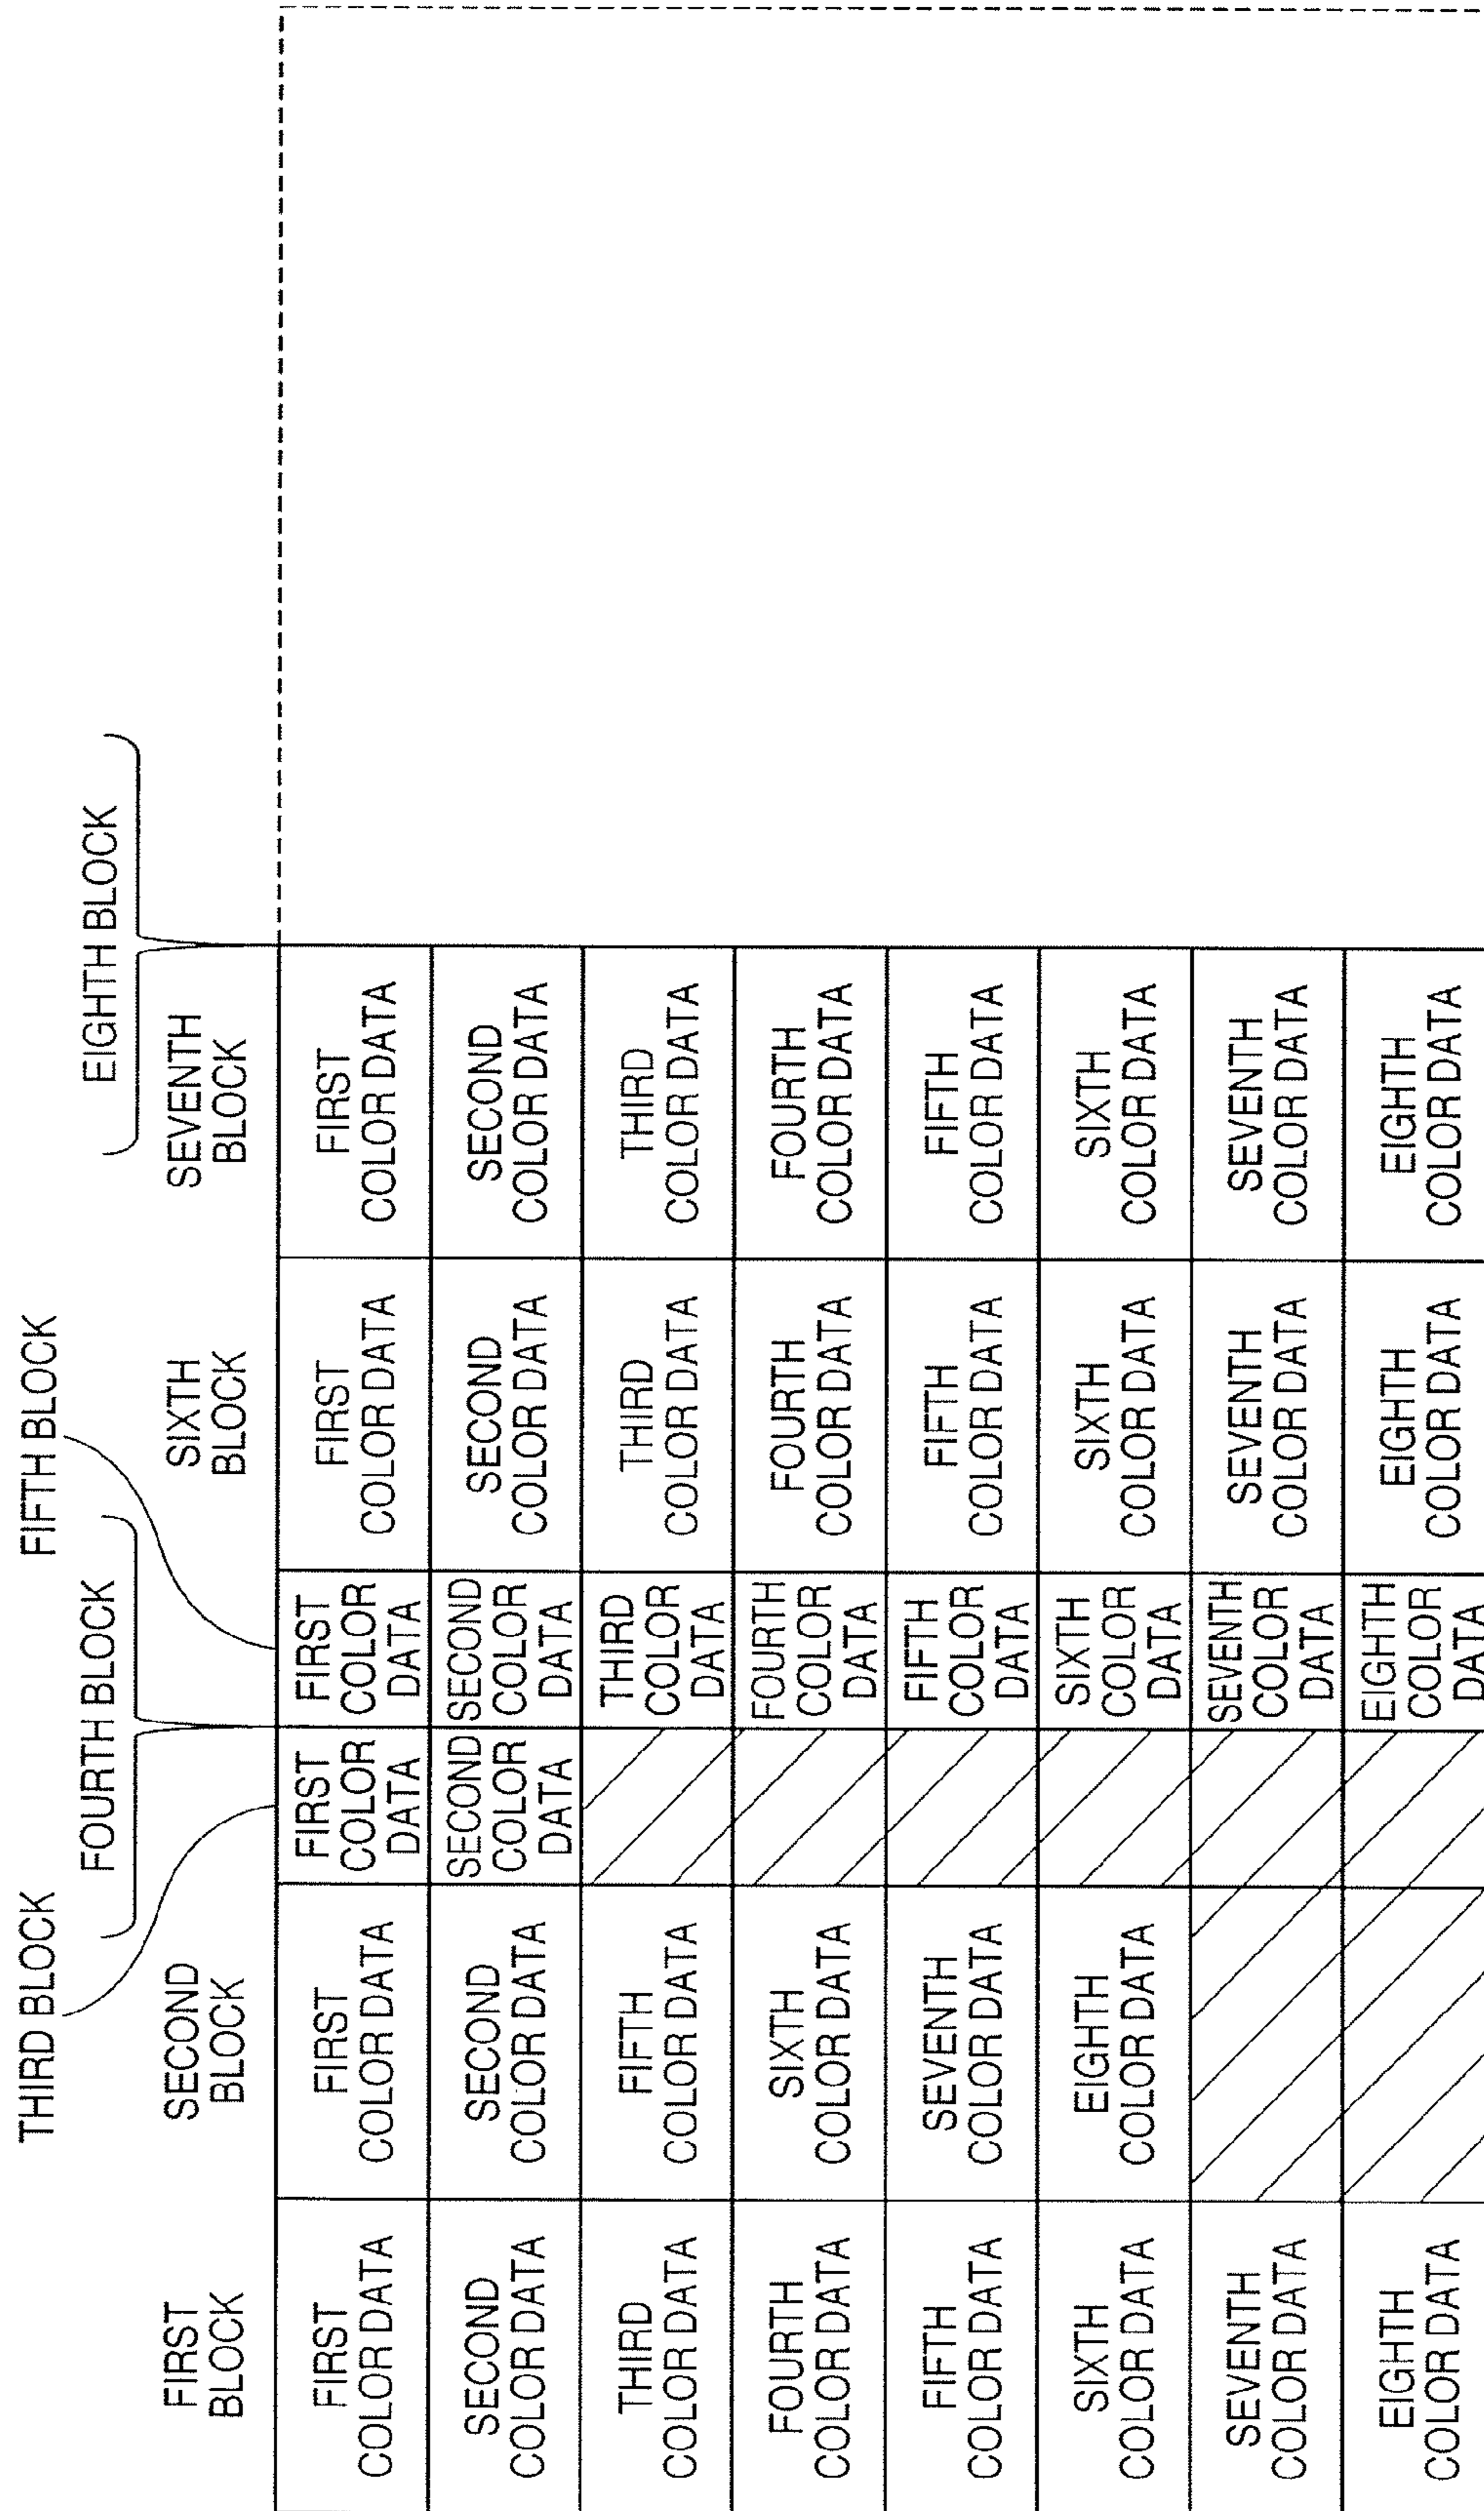 THIRD BLOCK
FIFTH BLOCK
FOURTH BLOCK
EIGHTH BLOCK
FIRST
BLOCK
SECOND
BLOCK
SIXTH
BLOCK
SEVENTH
BLOCK
FIRST
COLOR DATA
FIRST
COLOR DATA
FIRST
COLOR
DATA
FIRST
COLOR
DATA
FIRST
COLOR DATA
FIRST
COLOR DATA
SECOND
COLOR DATA
SECOND
COLOR DATA
SECOND
COLOR
DATA
SECOND
COLOR
DATA
SECOND
COLOR DATA
SECOND
COLOR DATA
THIRD
COLOR DATA
FIFTH
COLOR DATA
THIRD
COLOR
DATA
THIRD
COLOR DATA
THIRD
COLOR DATA
FOURTH
COLOR DATA
SIXTH
COLOR DATA
FOURTH
COLOR
DATA
FOURTH
COLOR DATA
FOURTH
COLOR DATA
FIFTH
COLOR DATA
SEVENTH
COLOR DATA
FIFTH
COLOR
DATA
FIFTH
COLOR DATA
FIFTH
COLOR DATA
SIXTH
COLOR DATA
EIGHTH
COLOR DATA
SIXTH
COLOR
DATA
SIXTH
COLOR DATA
SIXTH
COLOR DATA
SEVENTH
COLOR DATA
SEVENTH
COLOR
DATA
SEVENTH
COLOR DATA
SEVENTH
COLOR DATA
EIGHTH
COLOR DATA
EIGHTH
COLOR
DATA
EIGHTH
COLOR DATA
EIGHTH
COLOR DATA